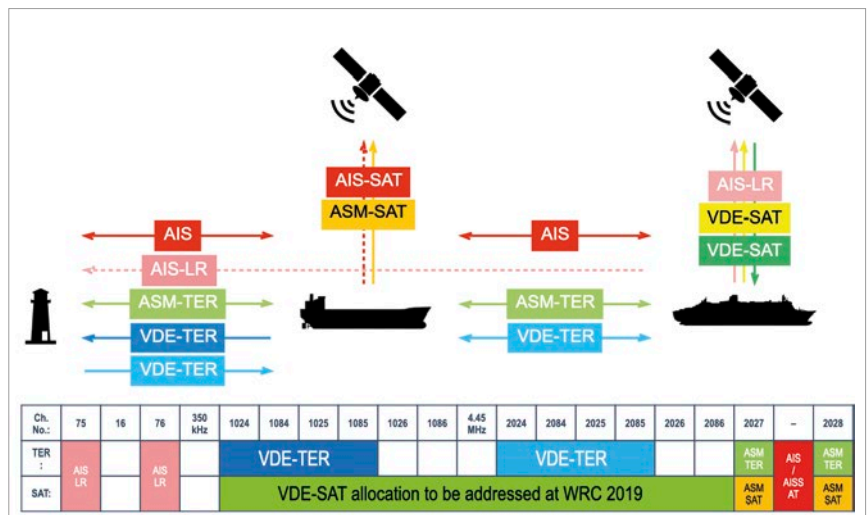 AIS-SAT
ASM-SAT
AIS-LR
VDE-SAT
VDE-SAT
AIS
AIS
AIS-LR
ASM-TER
ASM-TER
VDE-TER
VDE-TER
VDE-TER
Ch. No.: 75 16 76 350 kHz 1024 1084 1025 1085 1026 1086 4.45 MHz 2024 2084 2025 2085 2026 2086 2027 – 2028
TER : AIS LR AIS LR VDE-TER VDE-TER ASM TER AIS / AISS AT ASM TER
SAT: VDE-SAT allocation to be addressed at WRC 2019 ASM SAT ASM SAT